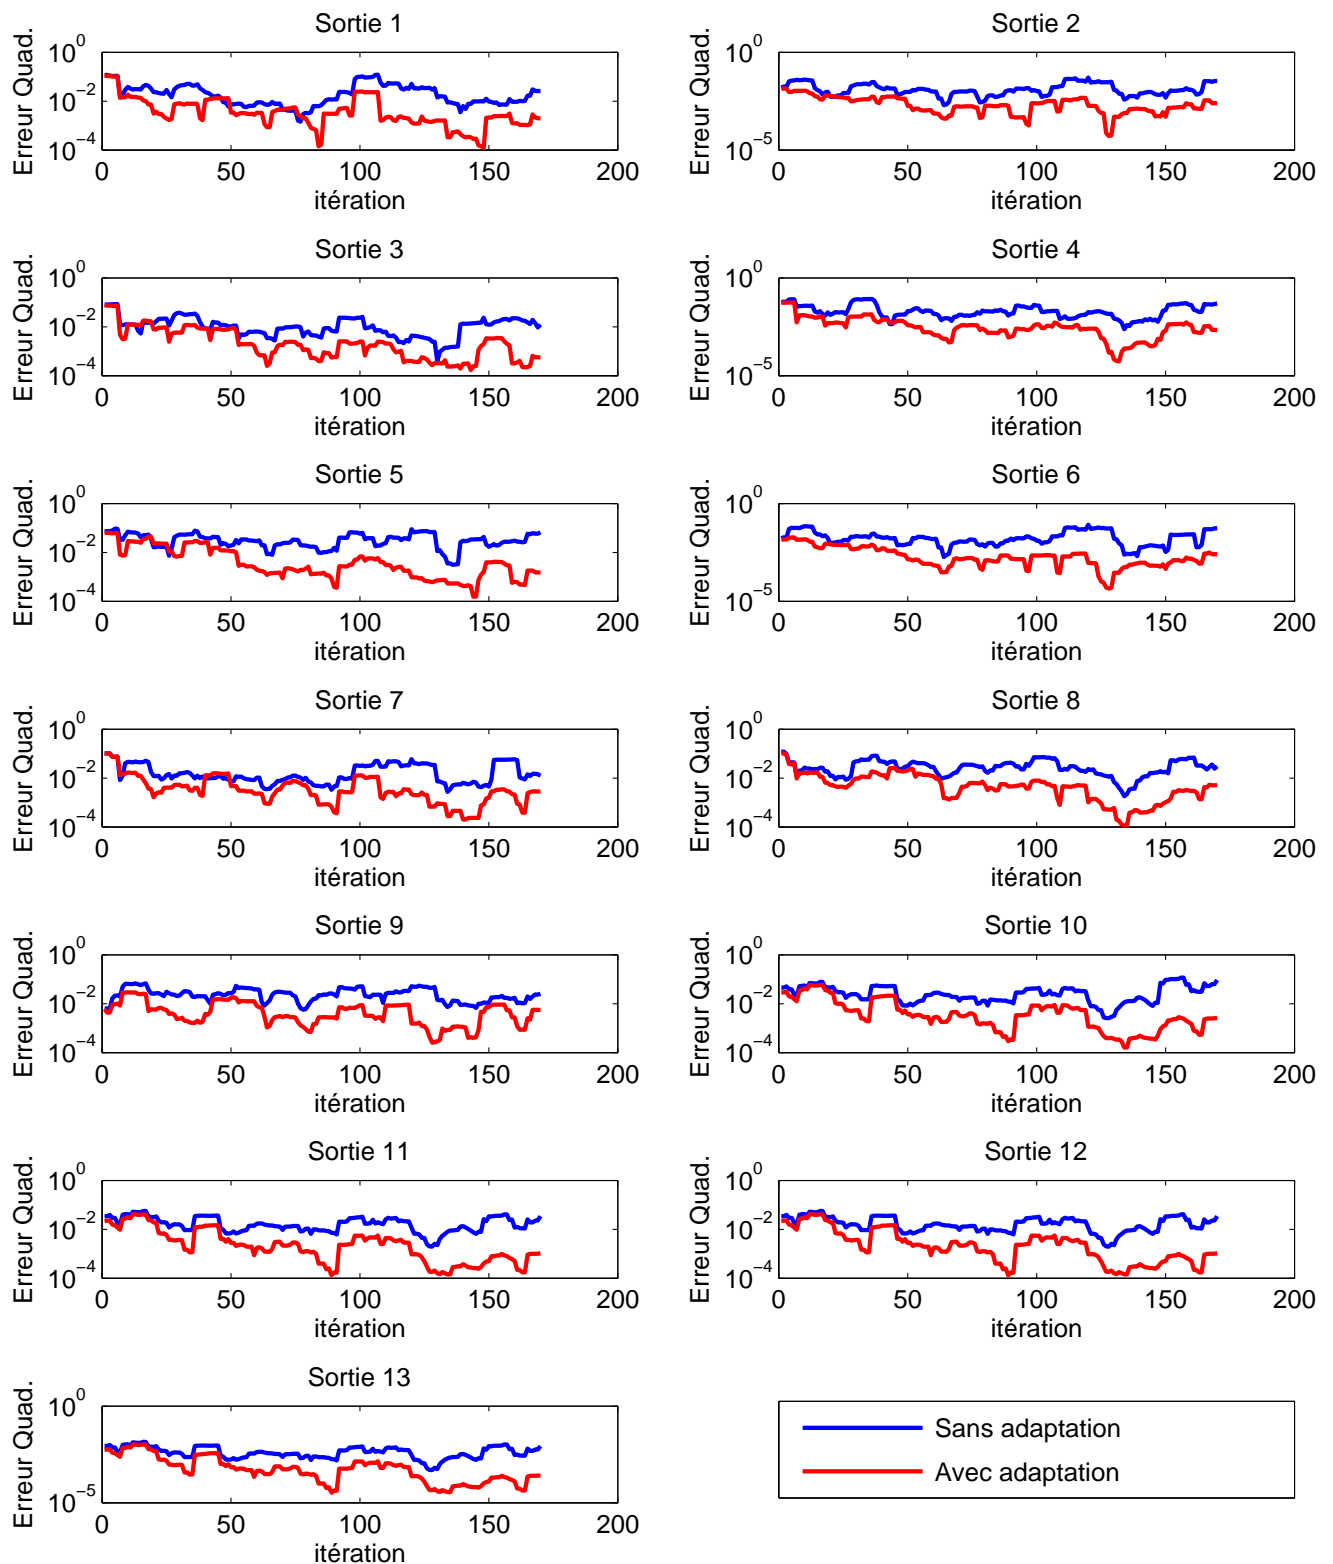 Sortie 1
Erreur Quad.
10^0
10^−2
10^−4
0 50 100 150 200
itération
Sortie 2
Erreur Quad.
10^0
10^−5
0 50 100 150 200
itération
Sortie 3
Erreur Quad.
10^0
10^−2
10^−4
0 50 100 150 200
itération
Sortie 4
Erreur Quad.
10^0
10^−5
0 50 100 150 200
itération
Sortie 5
Erreur Quad.
10^0
10^−2
10^−4
0 50 100 150 200
itération
Sortie 6
Erreur Quad.
10^0
10^−5
0 50 100 150 200
itération
Sortie 7
Erreur Quad.
10^0
10^−2
10^−4
0 50 100 150 200
itération
Sortie 8
Erreur Quad.
10^0
10^−2
10^−4
0 50 100 150 200
itération
Sortie 9
Erreur Quad.
10^0
10^−2
10^−4
0 50 100 150 200
itération
Sortie 10
Erreur Quad.
10^0
10^−2
10^−4
0 50 100 150 200
itération
Sortie 11
Erreur Quad.
10^0
10^−2
10^−4
0 50 100 150 200
itération
Sortie 12
Erreur Quad.
10^0
10^−2
10^−4
0 50 100 150 200
itération
Sortie 13
Erreur Quad.
10^0
10^−5
0 50 100 150 200
itération
Sans adaptation
Avec adaptation